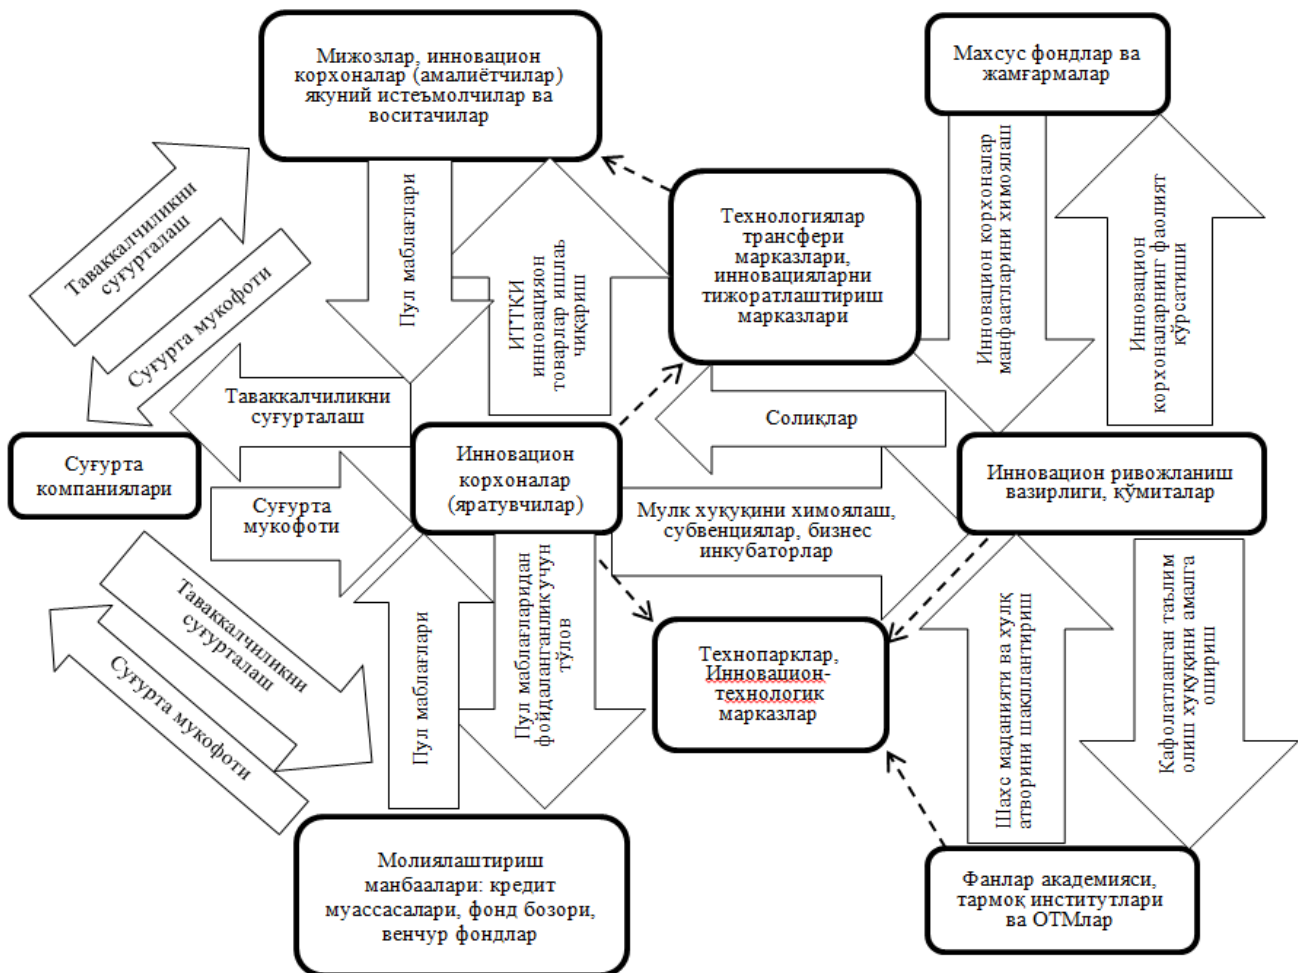 Мижозлар, инновацион
корхоналар (амалиётчилар)
якуний истеъмолчилар ва
воситачилар
Махсус фондлар ва
жамғармалар
Таваккалчиликни
суғурталаш
Суғурта мукофоти
Пул маблағлари
ИТТКИ
инновациион
товарлар ишлаь
чиқариш
Технологиялар
трансфери
марказлари,
инновацияларни
тижоратлаштириш
марказлари
Инновацион корхоналар
манфаатларини химоялаш
Инновацион
корхоналарнинг фаолият
кўрсатиши
Таваккалчиликни
суғурталаш
Солиқлар
Суғурта
компаниялари
Инновацион
корхоналар
(яратувчилар)
Инновацион ривожланиш
вазирлиги, қўмиталар
Суғурта
мукофоти
Мулк хуқуқини химоялаш,
субвенциялар, бизнес
инкубаторлар
Таваккалчиликни
суғурталаш
Суғурта мукофоти
Пул маблағлари
Пул маблағларидан
фойдаланганлик учун
тўлов
Технопарклар,
Инновацион-
технологик
марказлар
Шахс маданияти ва хулқ
атворини шакллантириш
Кафолатланган таълим
олиш хуқуқини амалга
ошириш
Молиялаштириш
манбаалари: кредит
муассасалари, фонд бозори,
венчур фондлар
Фанлар академияси,
тармоқ институтлари
ва ОТМлар